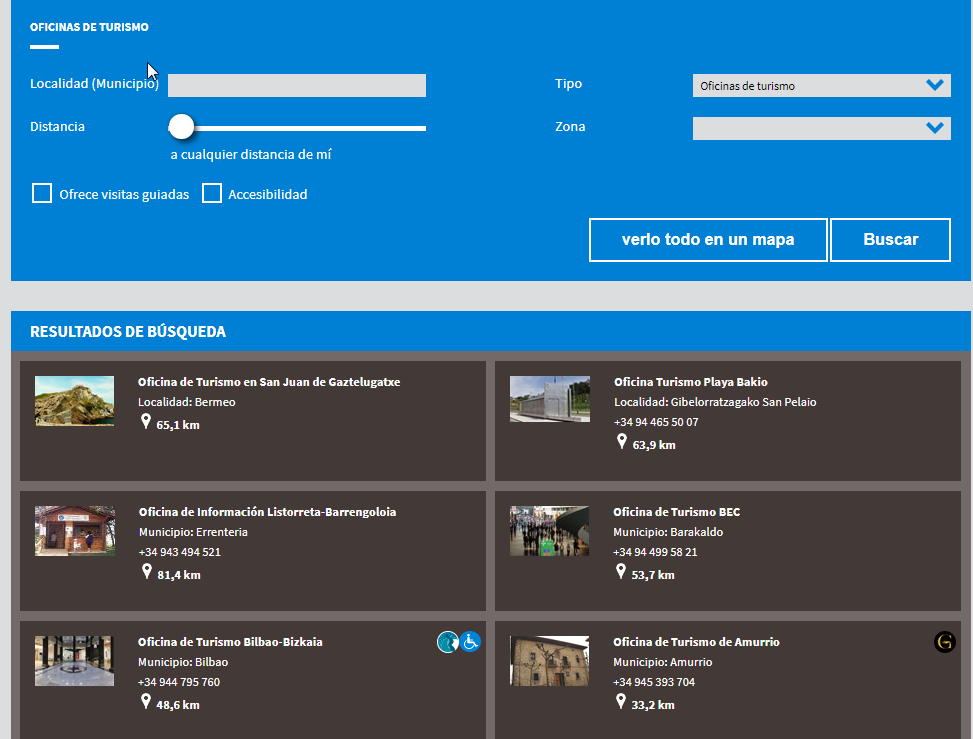 OFICINAS DE TURISMO
Localidad (Municipio)
Tipo
Oficinas de turismo
Distancia
Zona
a cualquier distancia de mí
Ofrece visitas guiadas
Accesibilidad
verlo todo en un mapa
Buscar
RESULTADOS DE BÚSQUEDA
Oficina de Turismo en San Juan de Gaztelugatxe
Localidad: Bermeo
65,1 km
Oficina Turismo Playa Bakio
Localidad: Gibelorratzagako San Pelaio
+34 94 465 50 07
63,9 km
Oficina de Información Listorreta-Barrengoloia
Municipio: Errenteria
+34 943 494 521
81,4 km
Oficina de Turismo BEC
Municipio: Barakaldo
+34 94 499 58 21
53,7 km
Oficina de Turismo Bilbao-Bizkaia
Municipio: Bilbao
+34 944 795 760
48,6 km
Oficina de Turismo de Amurrio
G
Municipio: Amurrio
+34 945 393 704
33,2 km